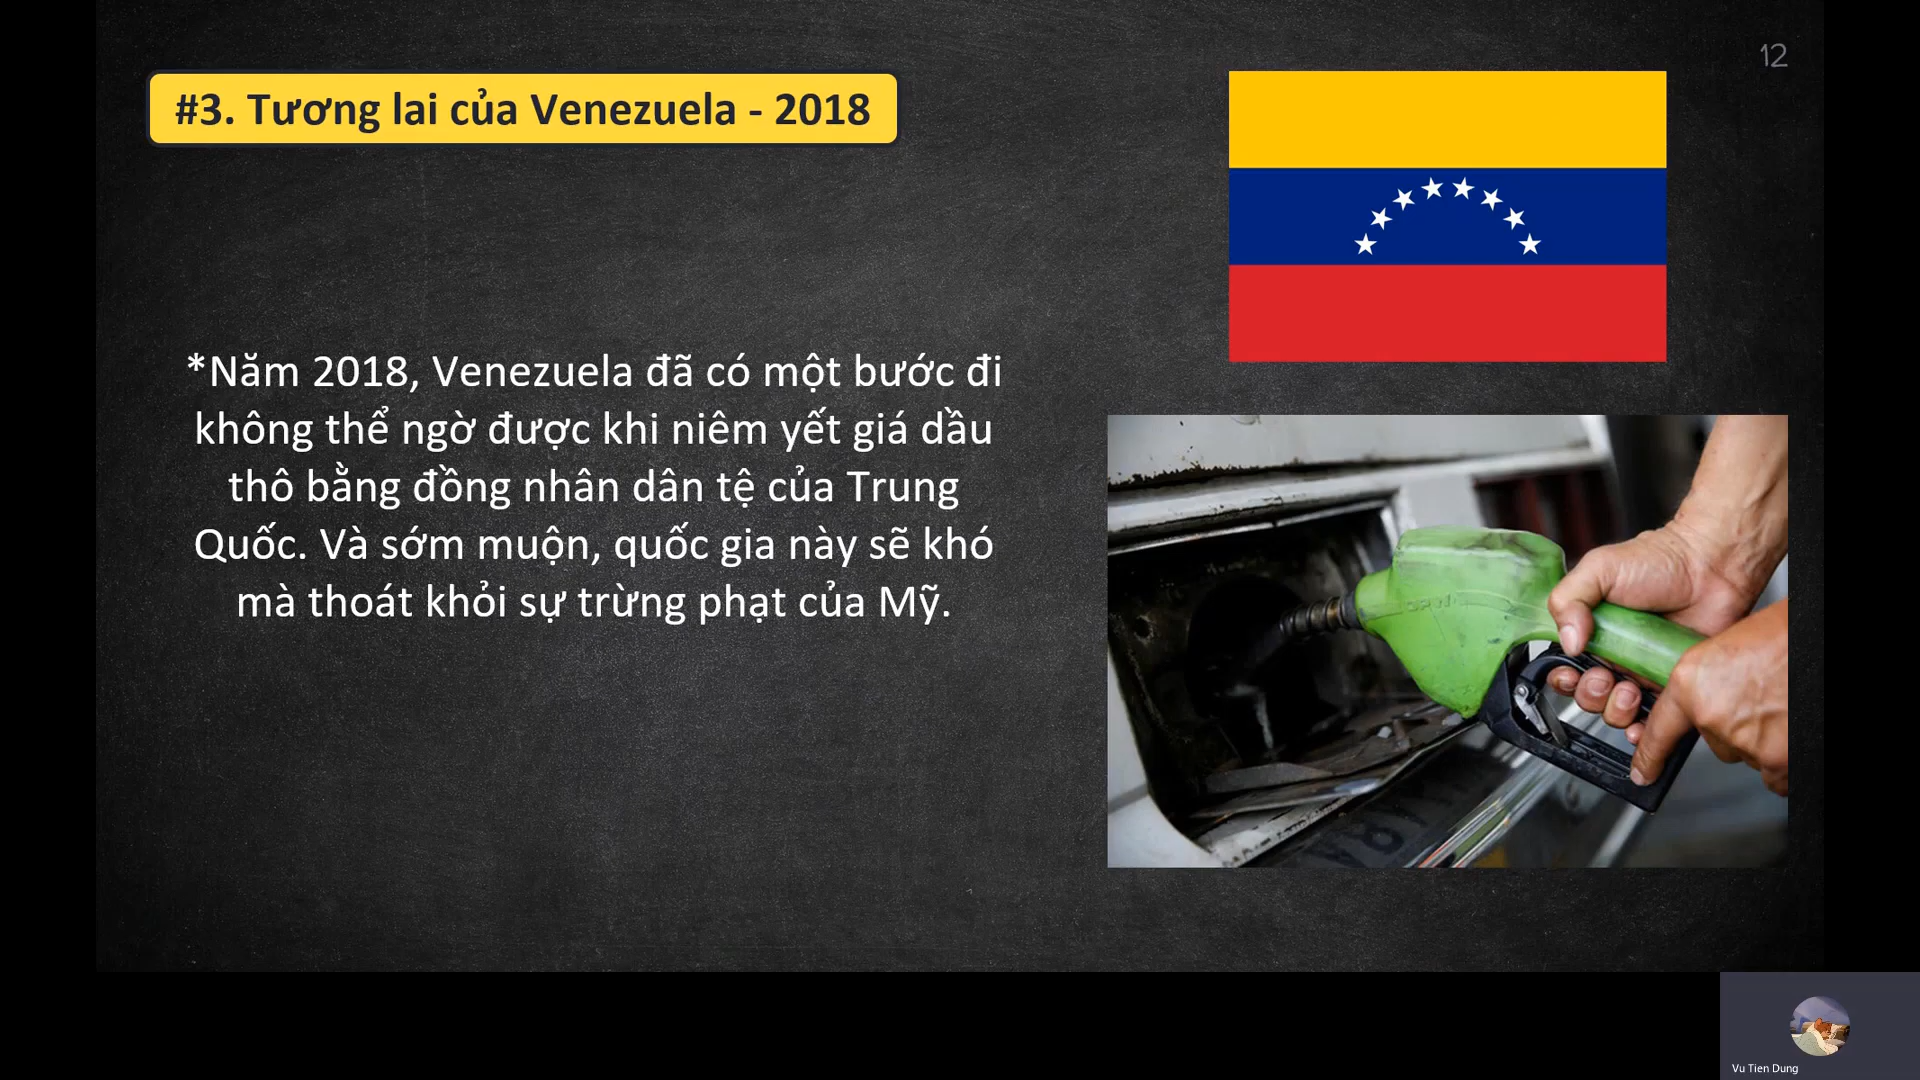 12
#3. Tương lai của Venezuela - 2018
*Năm 2018, Venezuela đã có một bước đi
không thể ngờ được khi niêm yết giá dầu
thô bằng đồng nhân dân tệ của Trung
Quốc. Và sớm muộn, quốc gia này sẽ khó
mà thoát khỏi sự trừng phạt của Mỹ.
Vu Tien Dung